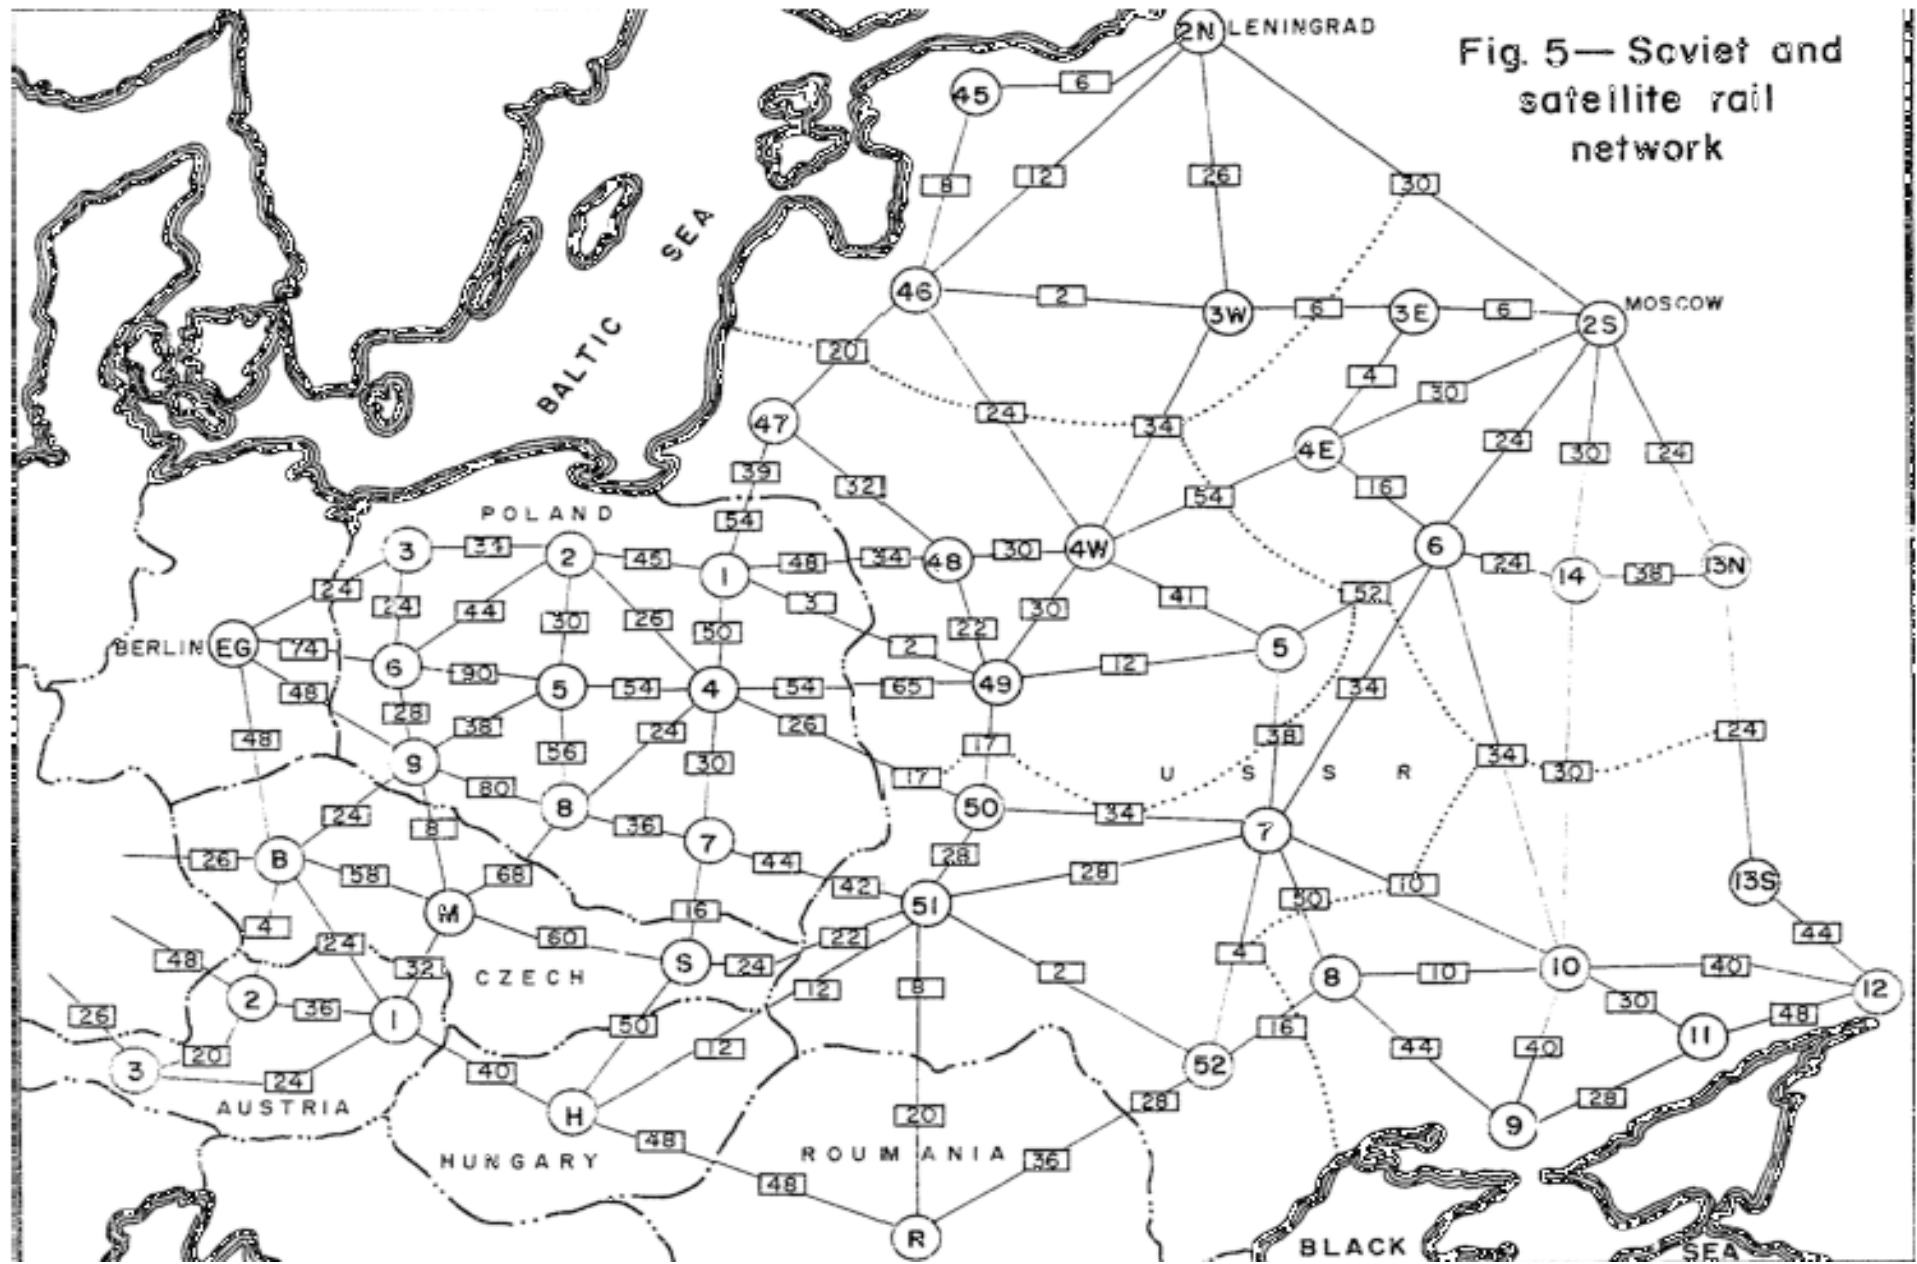 2N LENINGRAD
Fig. 5— Soviet and
satellite rail
network
45 6
12 26 30
8
SEA
46 2 3W 6 3E 6 2S MOSCOW
20
BALTIC
4 30
47 24 34
4E 24 30 24
39 32 54 16
POLAND 54
3 34 2 45 1 48 34 48 30 4W 6 24 14 38 13N
24 24 44 30 26 3 30 41 52
50 22
BERLIN EG 74 6 90 5 54 4 54 65 49 12 5
2
48 28 38 24 26 34
48 9 56 30 17 38 34 30 24
80 8 36 7 17 50 34 7
U S S R
24 8
26 B 58 68 44 42 28 28 50 10 13S
4 24 M 60 16 51
48 32 CZECH S 24 22 2 4 44
26 2 36 1 50 12 8 8 10 10 40 12
20 12 16 30 11 48
3 24 40 52 44 40
AUSTRIA H 28 9 28
HUNGARY 48 20
ROUMANIA 36
48
R
BLACK SEA